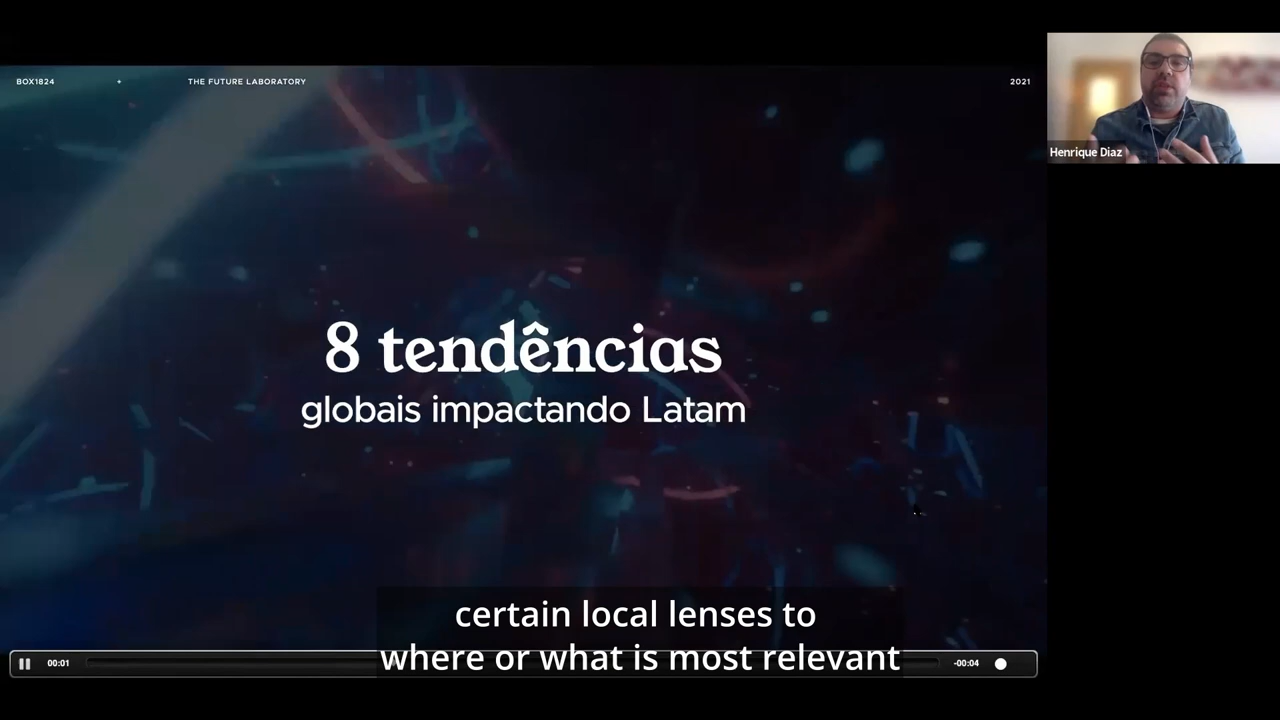 BOX1824
THE FUTURE LABORATORY
2021
Henrique Diaz
8 tendências
globais impactando Latam
certain local lenses to
where or what is most relevant
00:01
-00:04